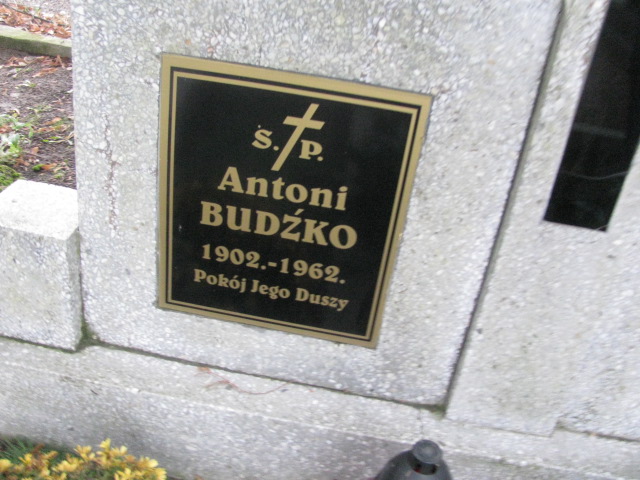 Ś. P.
Antoni
BUDŹKO
1902.-1962.
Pokój Jego Duszy